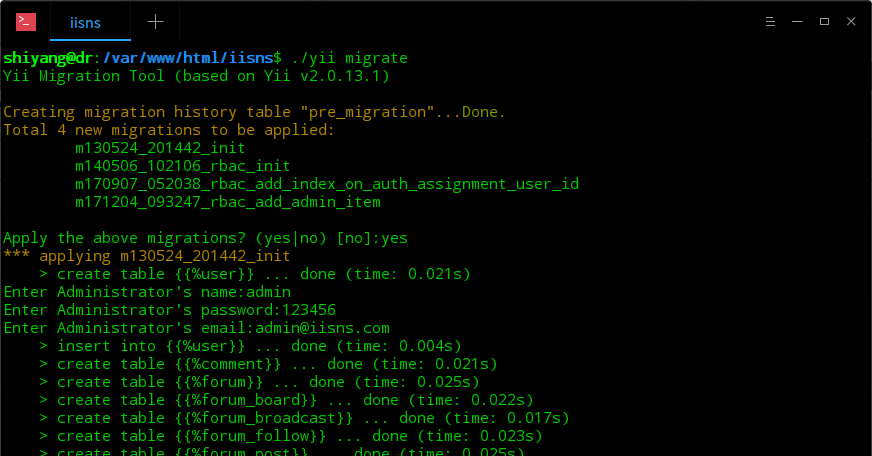 iisns
shiyang@dr:/var/www/html/iisns$ ./yii migrate
Yii Migration Tool (based on Yii v2.0.13.1)
Creating migration history table "pre_migration"...Done.
Total 4 new migrations to be applied:
m130524_201442_init
m140506_102106_rbac_init
m170907_052038_rbac_add_index_on_auth_assignment_user_id
m171204_093247_rbac_add_admin_item
Apply the above migrations? (yes|no) [no]:yes
*** applying m130524_201442_init
> create table {{%user}} ... done (time: 0.021s)
Enter Administrator's name:admin
Enter Administrator's password:123456
Enter Administrator's email:admin@iisns.com
> insert into {{%user}} ... done (time: 0.004s)
> create table {{%comment}} ... done (time: 0.021s)
> create table {{%forum}} ... done (time: 0.025s)
> create table {{%forum_board}} ... done (time: 0.022s)
> create table {{%forum_broadcast}} ... done (time: 0.017s)
> create table {{%forum_follow}} ... done (time: 0.023s)
> create table {{%forum_post}} ... done (time: 0.025s)